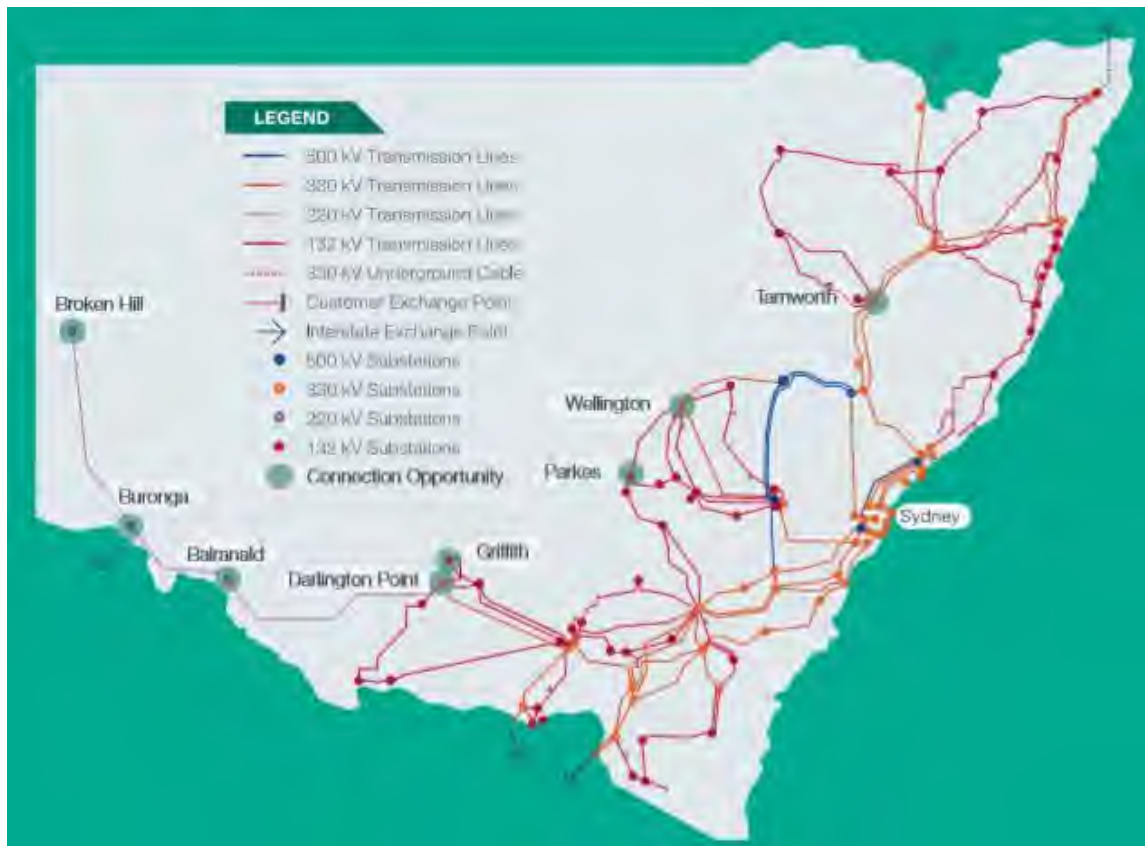 LEGEND
500 kV Transmission Lines
330 kV Transmission Lines
220 kV Transmission Lines
132 kV Transmission Lines
330 kV Underground Cable
Customer Exchange Point
Interstate Exchange Point
500 kV Substations
330 kV Substations
220 kV Substations
132 kV Substations
Connection Opportunity
Broken Hill
Tamworth
Wellington
Parkes
Buronga
Sydney
Balranald
Griffith
Darlington Point